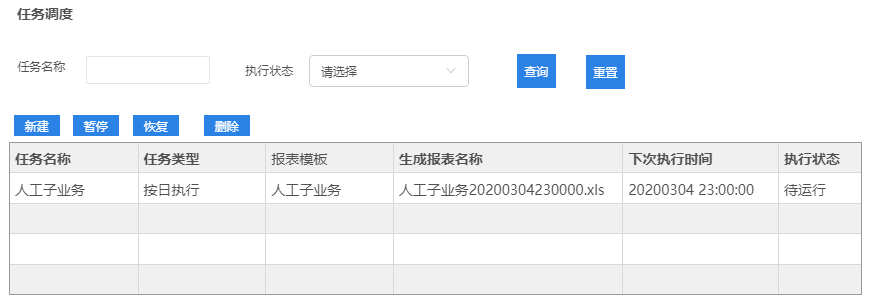 任务调度
任务名称 执行状态 请选择 查询 重置
新建 暂停 恢复 删除
任务名称 任务类型 报表模板 生成报表名称 下次执行时间 执行状态
人工子业务 按日执行 人工子业务 人工子业务20200304230000.xls 20200304 23:00:00 待运行